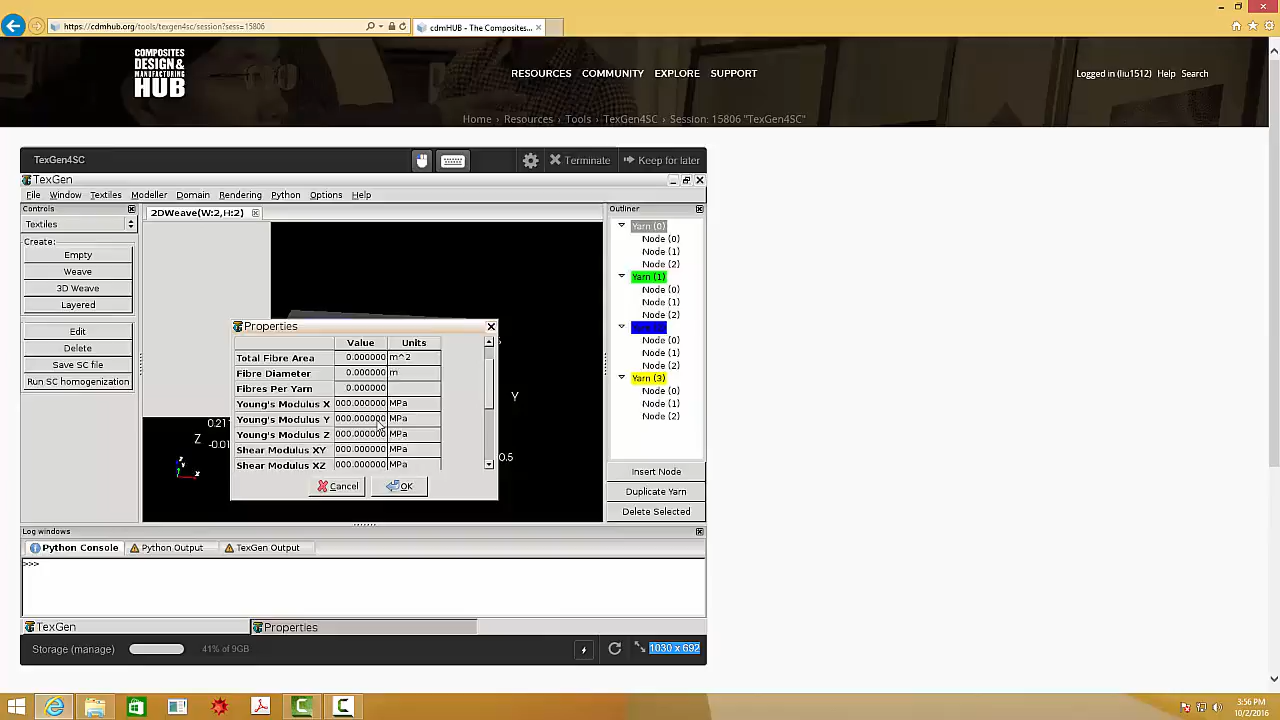 https://cdmhub.org/tools/texgen4sc/session?sess=15806
cdmHUB - The Composites...
COMPOSITES
DESIGN &
MANUFACTURING
HUB
RESOURCES COMMUNITY EXPLORE SUPPORT
Logged in (liu1512) Help Search
Home › Resources › Tools › TexGen4SC › Session: 15806 "TexGen4SC"
TexGen4SC
Terminate
Keep for later
TexGen
File Window Textiles Modeller Domain Rendering Python Options Help
Controls
Textiles
Create:
Empty
Weave
3D Weave
Layered
Edit
Delete
Save SC file
Run SC homogenization
2DWeave(W:2,H:2)
Z
0.21
-0.01
Y
0.5
Properties
Value Units
Total Fibre Area 0.000000 m^2
Fibre Diameter 0.000000 m
Fibres Per Yarn 0.000000
Young's Modulus X 000.000000 MPa
Young's Modulus Y 000.000000 MPa
Young's Modulus Z 000.000000 MPa
Shear Modulus XY 000.000000 MPa
Shear Modulus XZ 000.000000 MPa
Cancel
OK
Outliner
Yarn (0)
Node (0)
Node (1)
Node (2)
Yarn (1)
Node (0)
Node (1)
Node (2)
Node (0)
Node (1)
Node (2)
Yarn (3)
Node (0)
Node (1)
Node (2)
Insert Node
Duplicate Yarn
Delete Selected
Log windows
Python Console
Python Output
TexGen Output
>>>
TexGen
Properties
Storage (manage)
41% of 9GB
1030 x 692
3:56 PM
10/2/2016